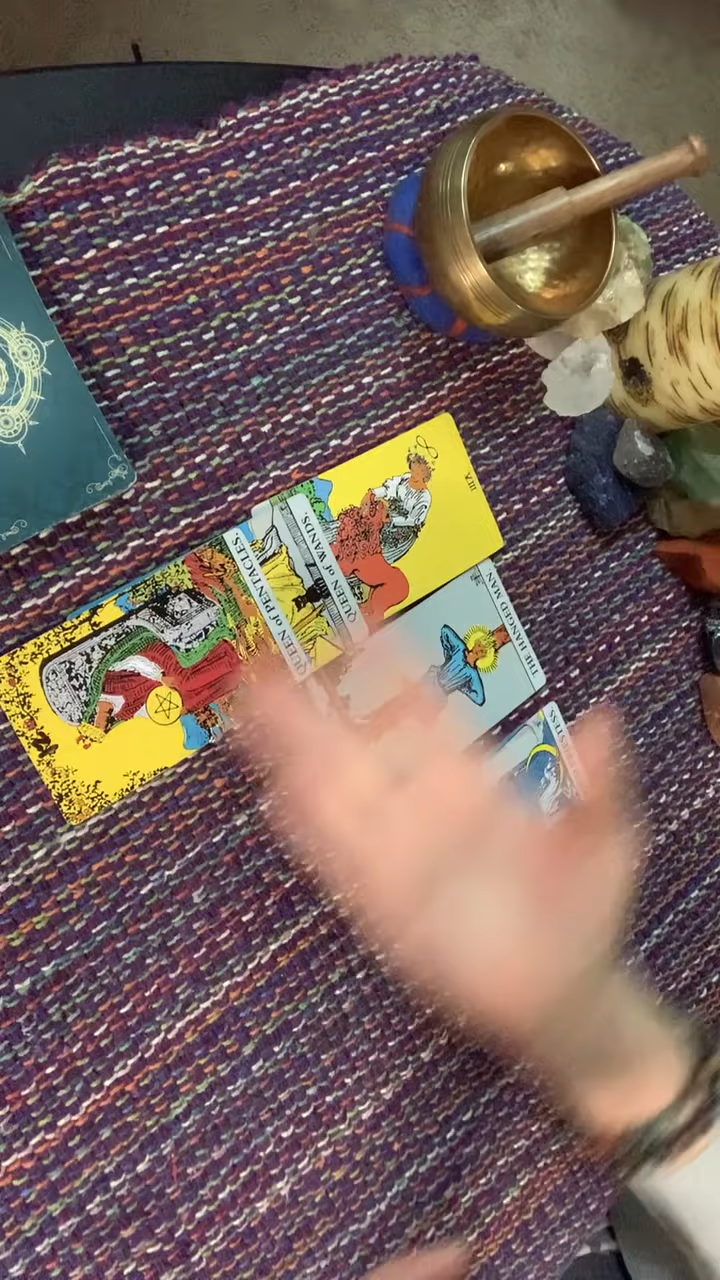 QUEEN of PENTACLES.
QUEEN of WANDS.
THE HANGED MAN